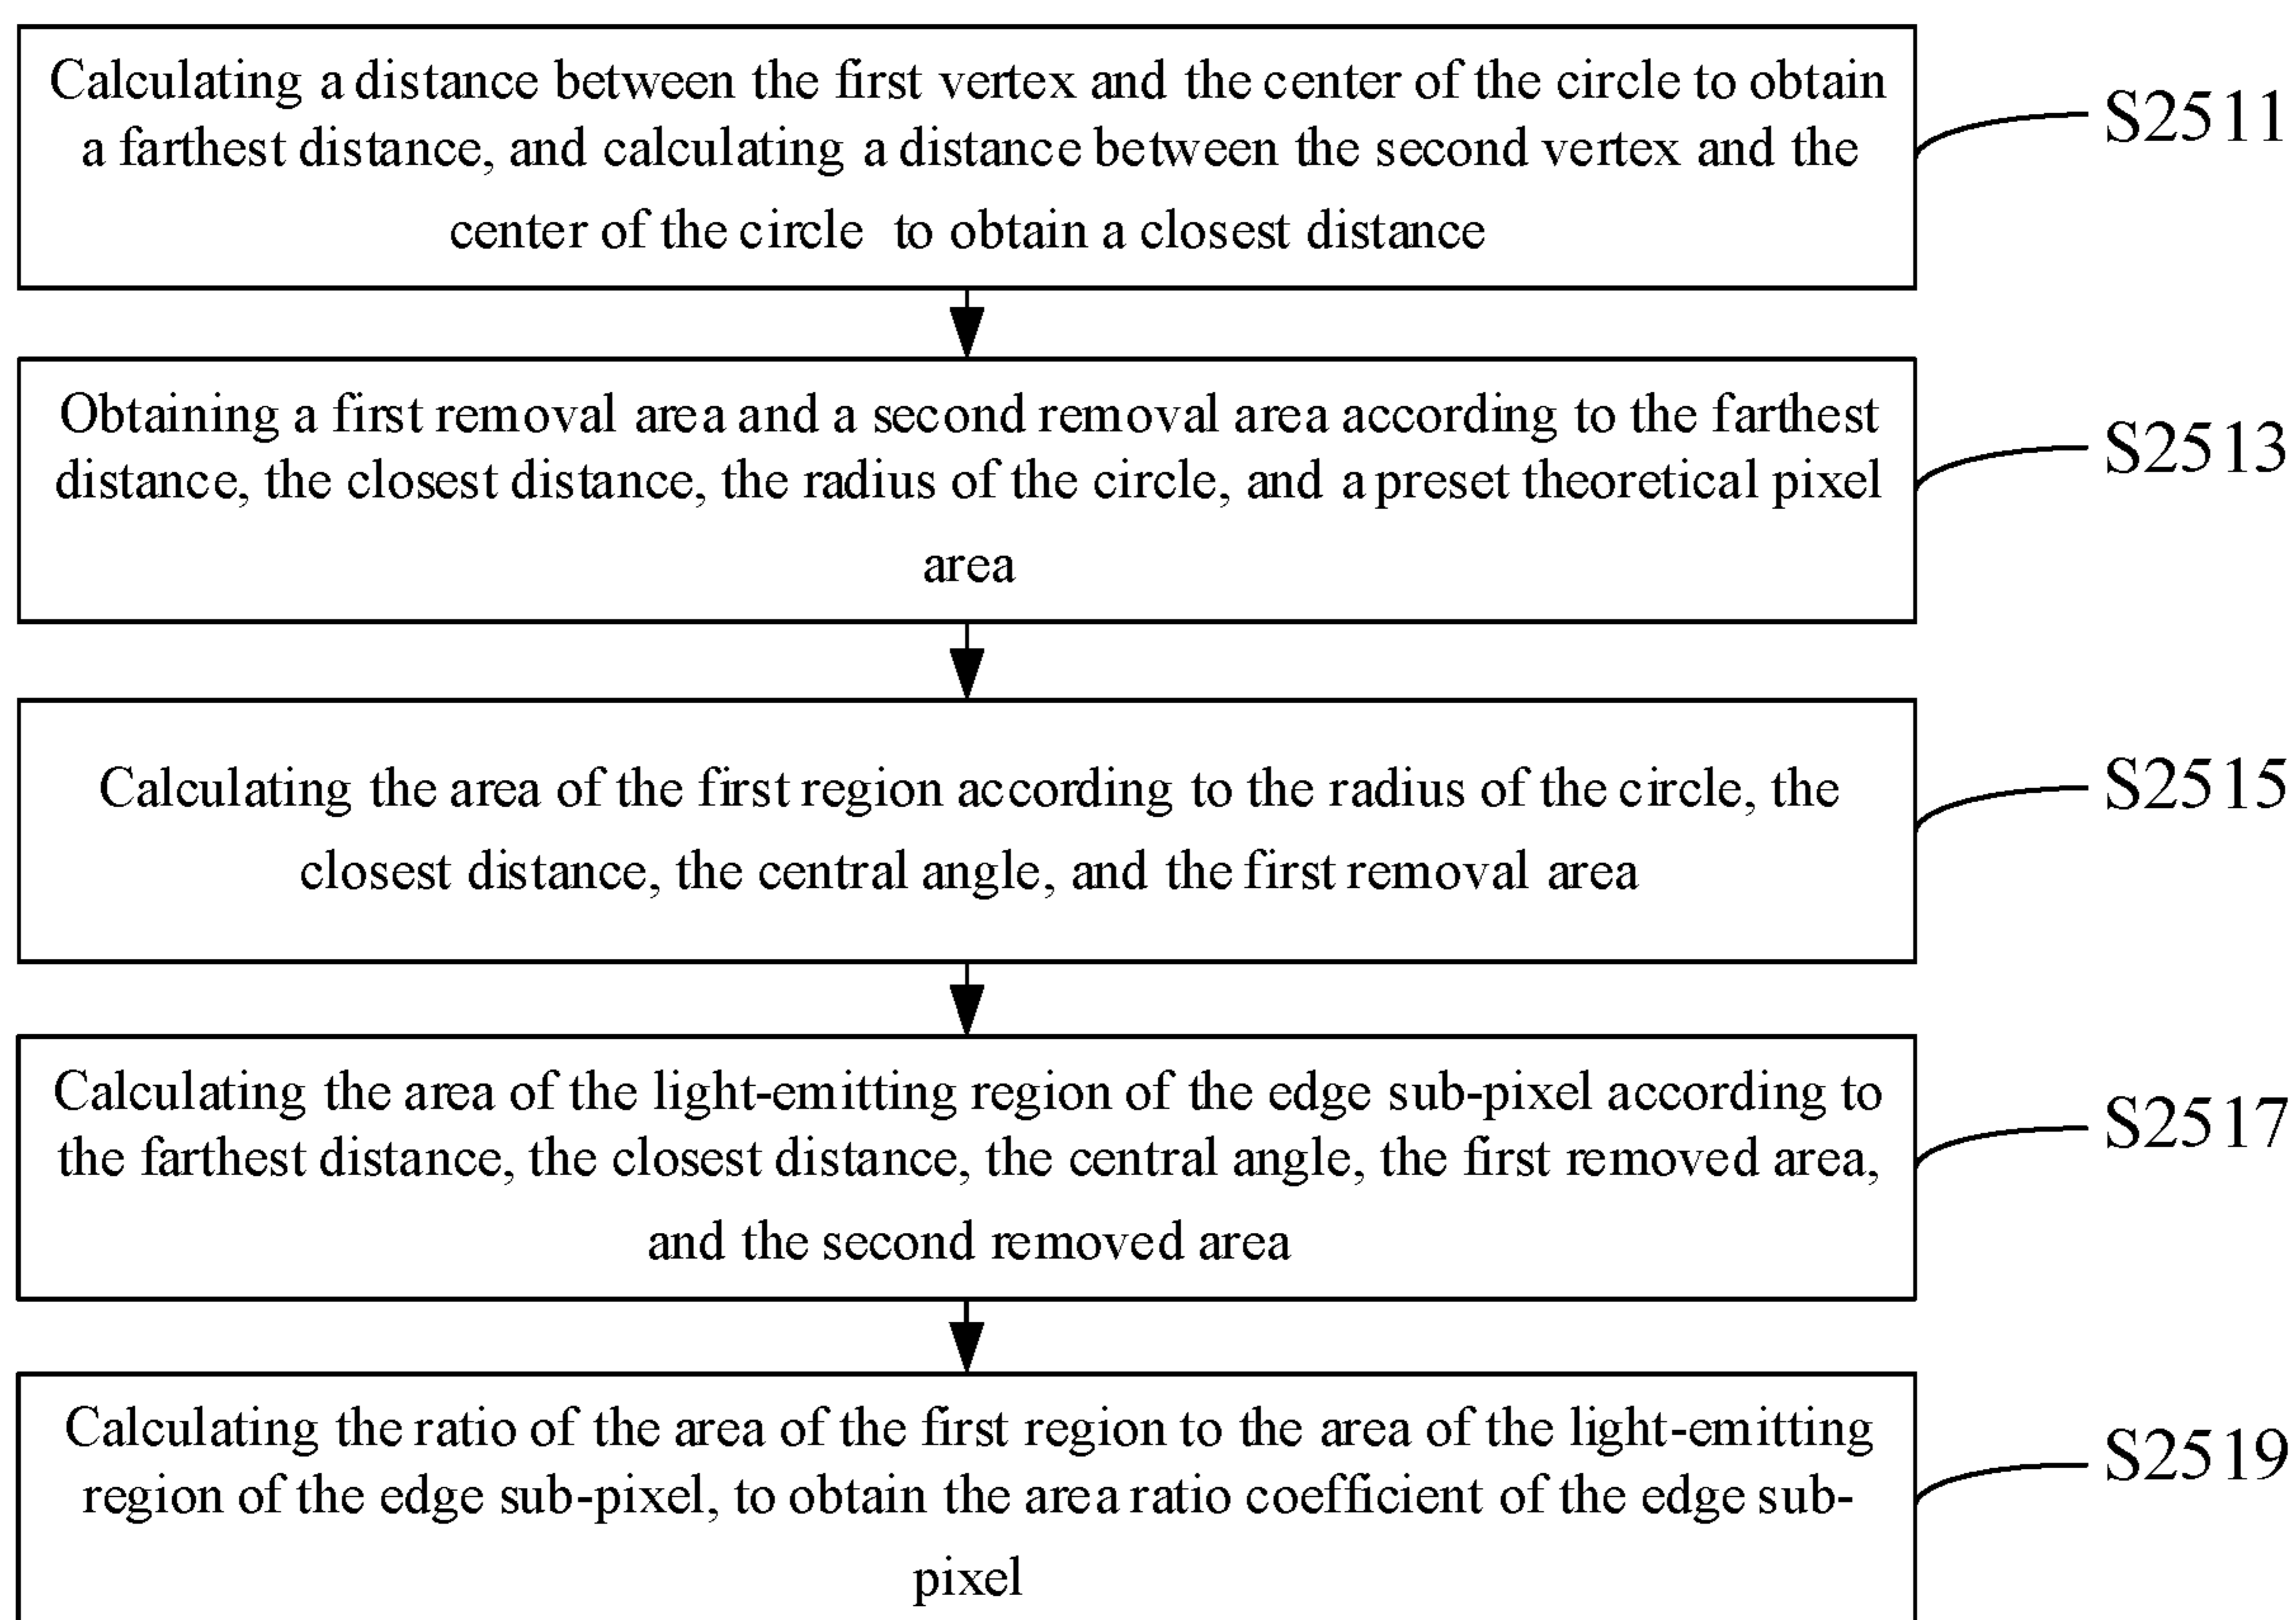 Calculating a distance between the first vertex and the center of the circle to obtain
a farthest distance, and calculating a distance between the second vertex and the
center of the circle to obtain a closest distance
S2511
Obtaining a first removal area and a second removal area according to the farthest
distance, the closest distance, the radius of the circle, and a preset theoretical pixel
area
S2513
Calculating the area of the first region according to the radius of the circle, the
closest distance, the central angle, and the first removal area
S2515
Calculating the area of the light-emitting region of the edge sub-pixel according to
the farthest distance, the closest distance, the central angle, the first removed area,
and the second removed area
S2517
Calculating the ratio of the area of the first region to the area of the light-emitting
region of the edge sub-pixel, to obtain the area ratio coefficient of the edge sub-
pixel
S2519